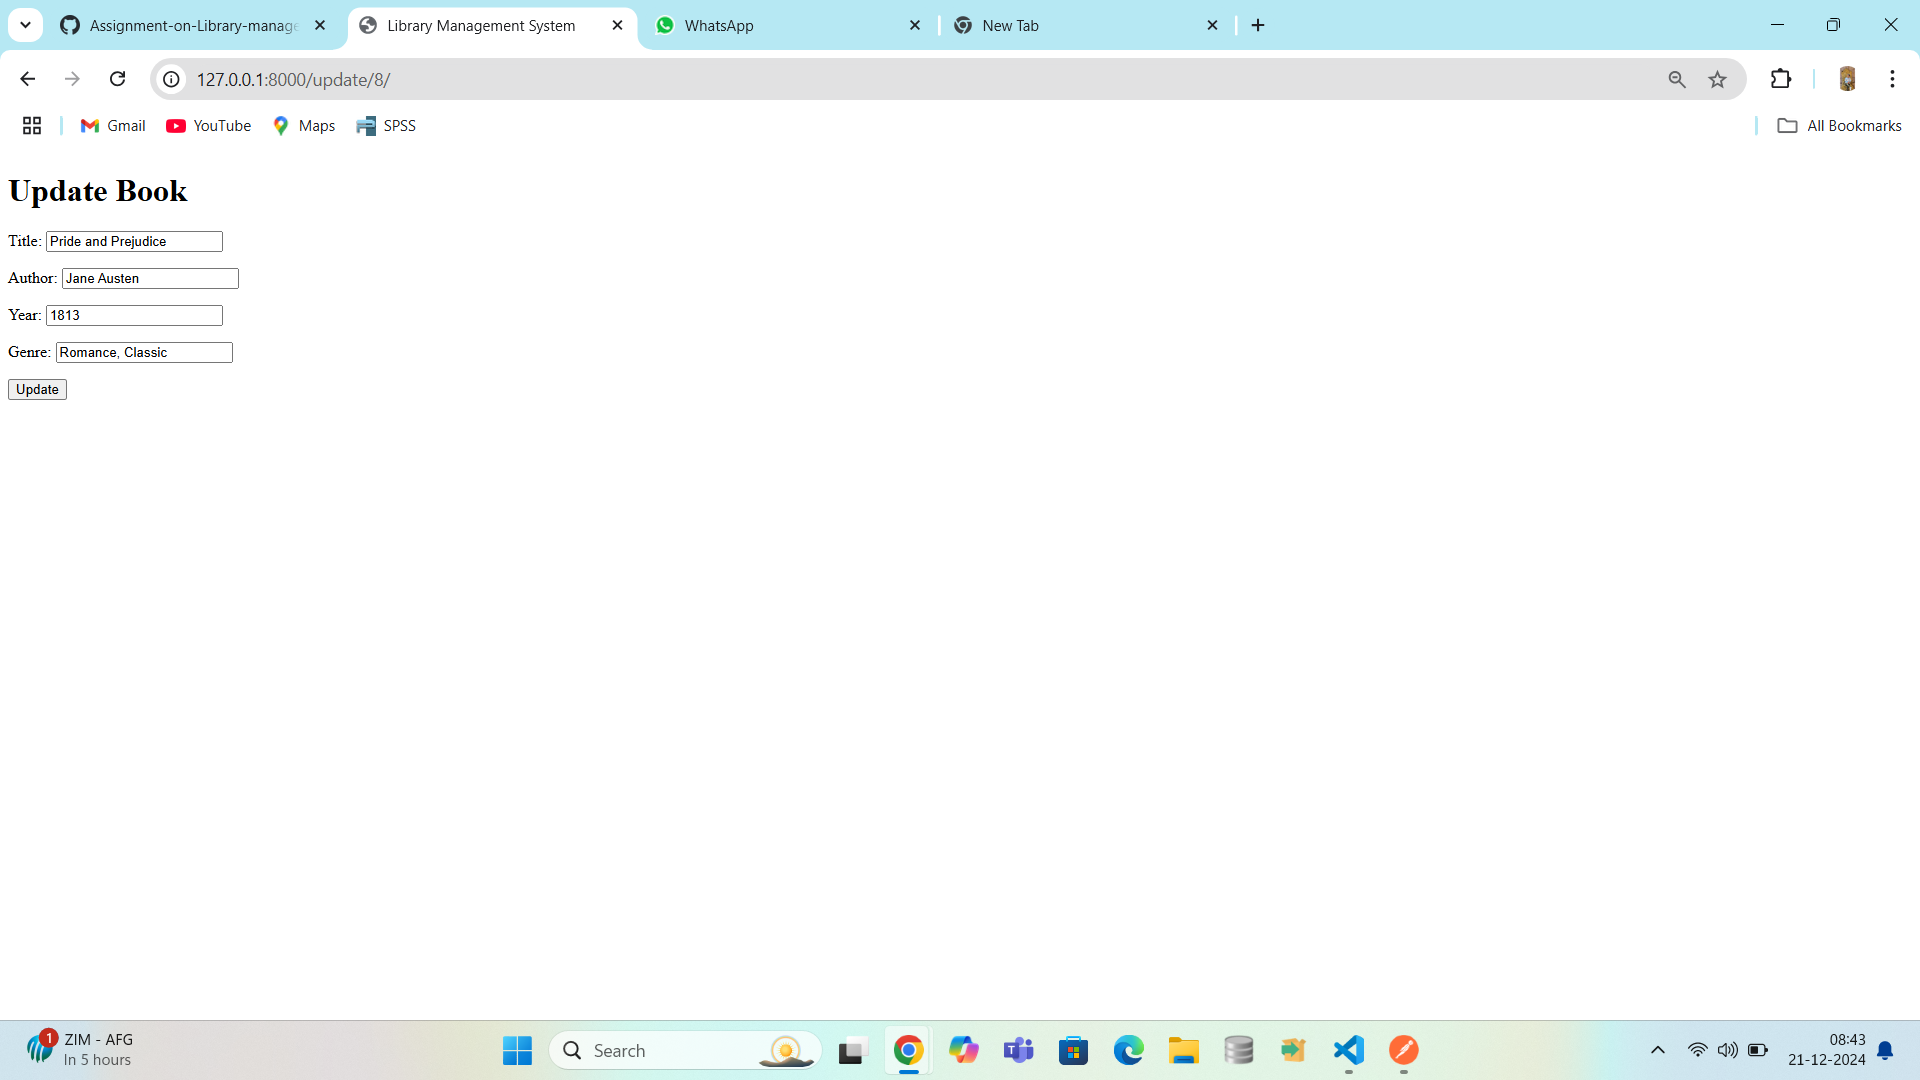 Assignment-on-Library-manage
Library Management System
WhatsApp
New Tab
127.0.0.1:8000/update/8/
Gmail
YouTube
Maps
SPSS
All Bookmarks
Update Book
Title: Pride and Prejudice
Author: Jane Austen
Year: 1813
Genre: Romance, Classic
Update
1
ZIM - AFG
In 5 hours
Search
08:43
21-12-2024